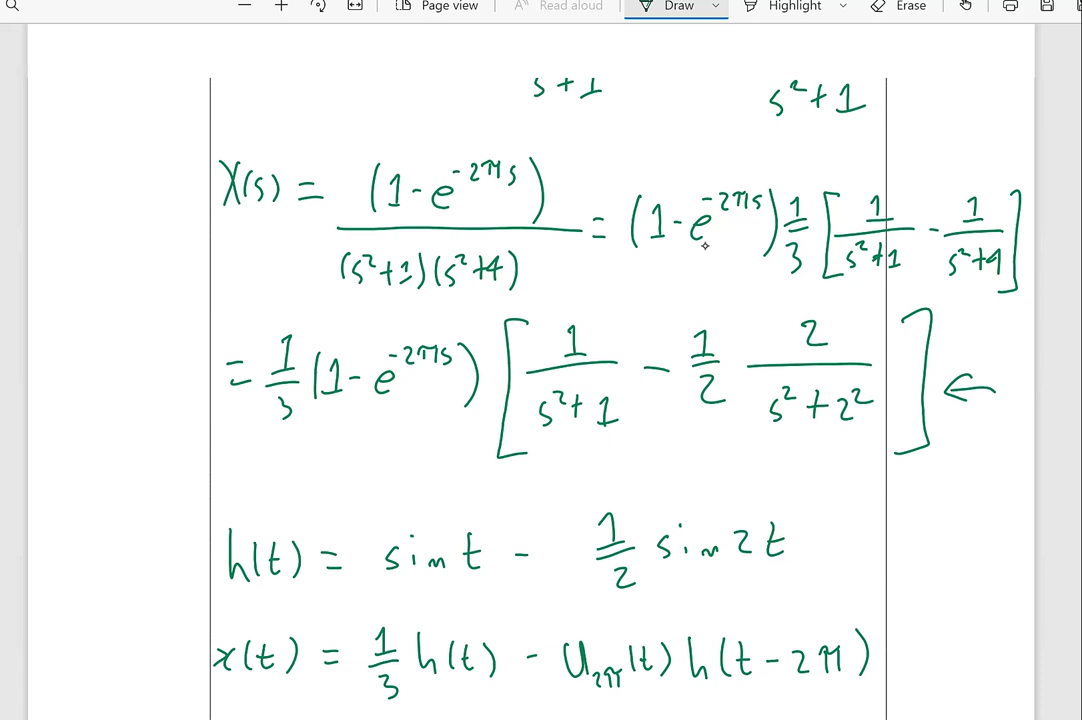 Page view Read aloud Draw Highlight Erase
s + 1 s² + 1
X(s) = (1 - e^{-2πs}) / ((s²+1)(s²+4)) = (1 - e^{-2πs}) 1/3 [1/(s²+1) - 1/(s²+4)]
= 1/3 (1 - e^{-2πs}) [1/(s²+1) - 1/2 2/(s²+2²)] ←
h(t) = sin t - 1/2 sin 2t
x(t) = 1/3 h(t) - u_{2π}(t) h(t - 2π)